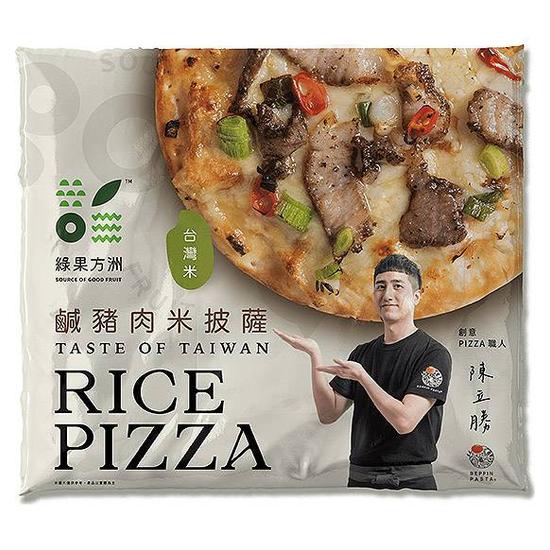 綠果方洲
SOURCE OF GOOD FRUIT
台灣米
鹹豬肉米披薩
TASTE OF TAIWAN
RICE
PIZZA
創意
PIZZA 職人
陳立勝
BEPPIN
PASTA